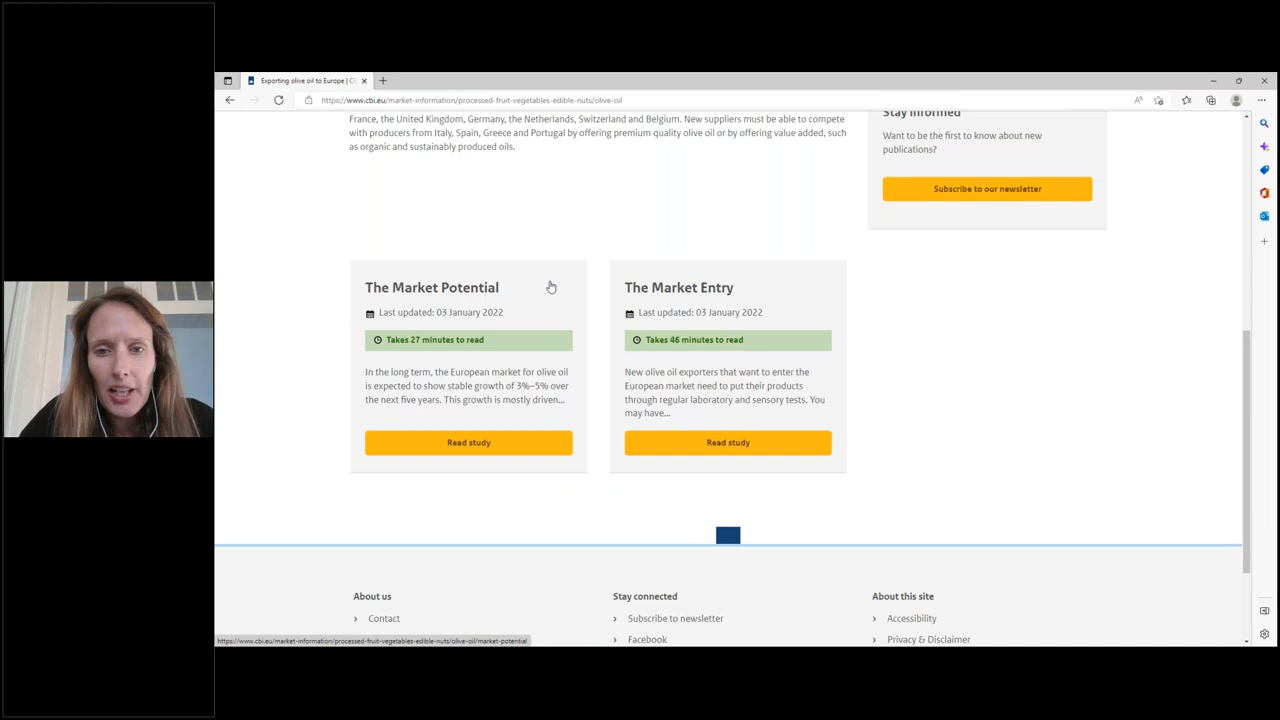 Exporting olive oil to Europe | C
https://www.cbi.eu/market-information/processed-fruit-vegetables-edible-nuts/olive-oil
France, the United Kingdom, Germany, the Netherlands, Switzerland and Belgium. New suppliers must be able to compete
with producers from Italy, Spain, Greece and Portugal by offering premium quality olive oil or by offering value added, such
as organic and sustainably produced oils.
Stay informed
Want to be the first to know about new
publications?
Subscribe to our newsletter
The Market Potential
Last updated: 03 January 2022
Takes 27 minutes to read
In the long term, the European market for olive oil
is expected to show stable growth of 3%–5% over
the next five years. This growth is mostly driven...
Read study
The Market Entry
Last updated: 03 January 2022
Takes 46 minutes to read
New olive oil exporters that want to enter the
European market need to put their products
through regular laboratory and sensory tests. You
may have...
Read study
About us
Contact
Stay connected
Subscribe to newsletter
Facebook
About this site
Accessibility
Privacy & Disclaimer
https://www.cbi.eu/market-information/processed-fruit-vegetables-edible-nuts/olive-oil/market-potential